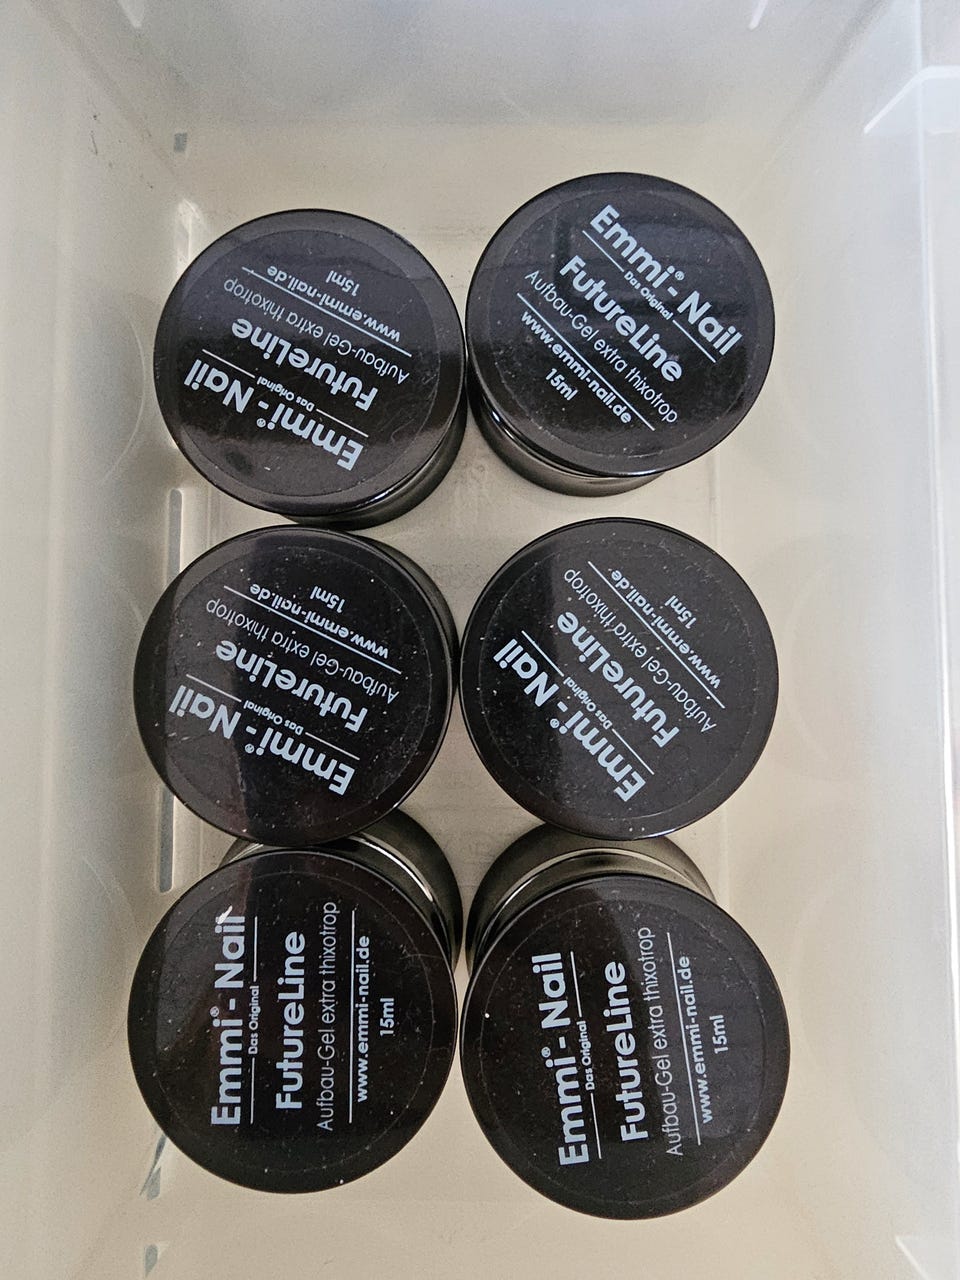 Emmi® - Nail
Das Original
FutureLine
Aufbau-Gel extra thixotrop
www.emmi-nail.de
15ml
Emmi® - Nail
Das Original
FutureLine
Aufbau-Gel extra thixotrop
www.emmi-nail.de
15ml
Emmi® - Nail
Das Original
FutureLine
Aufbau-Gel extra thixotrop
www.emmi-nail.de
15ml
Emmi® - Nail
Das Original
FutureLine
Aufbau-Gel extra thixotrop
www.emmi-nail.de
15ml
Emmi® - Nail
Das Original
FutureLine
Aufbau-Gel extra thixotrop
www.emmi-nail.de
15ml
Emmi® - Nail
Das Original
FutureLine
Aufbau-Gel extra thixotrop
www.emmi-nail.de
15ml